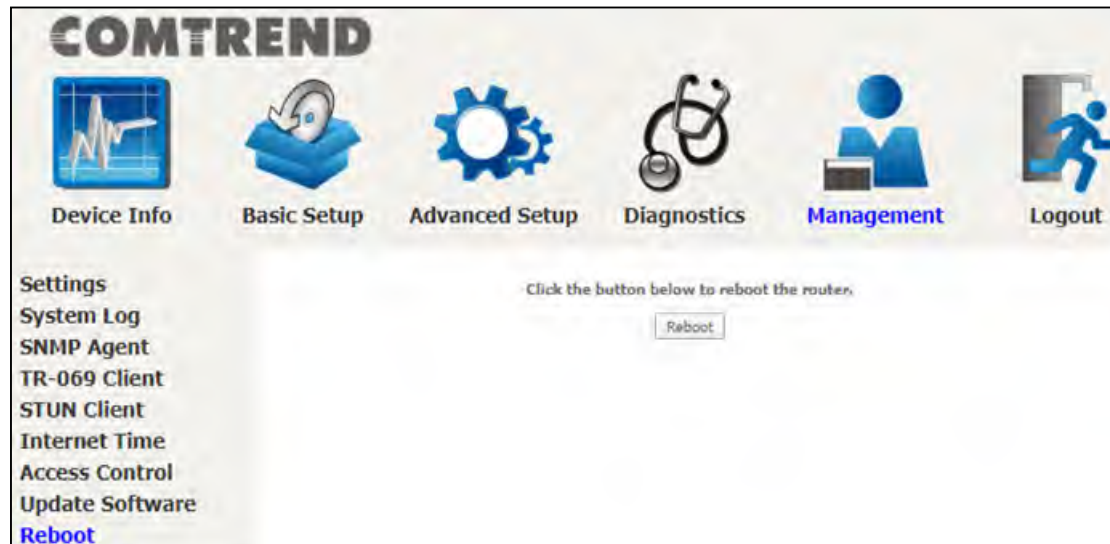 COMTREND
Device Info
Basic Setup
Advanced Setup
Diagnostics
Management
Logout
Settings
System Log
SNMP Agent
TR-069 Client
STUN Client
Internet Time
Access Control
Update Software
Reboot
Click the button below to reboot the router.
Reboot